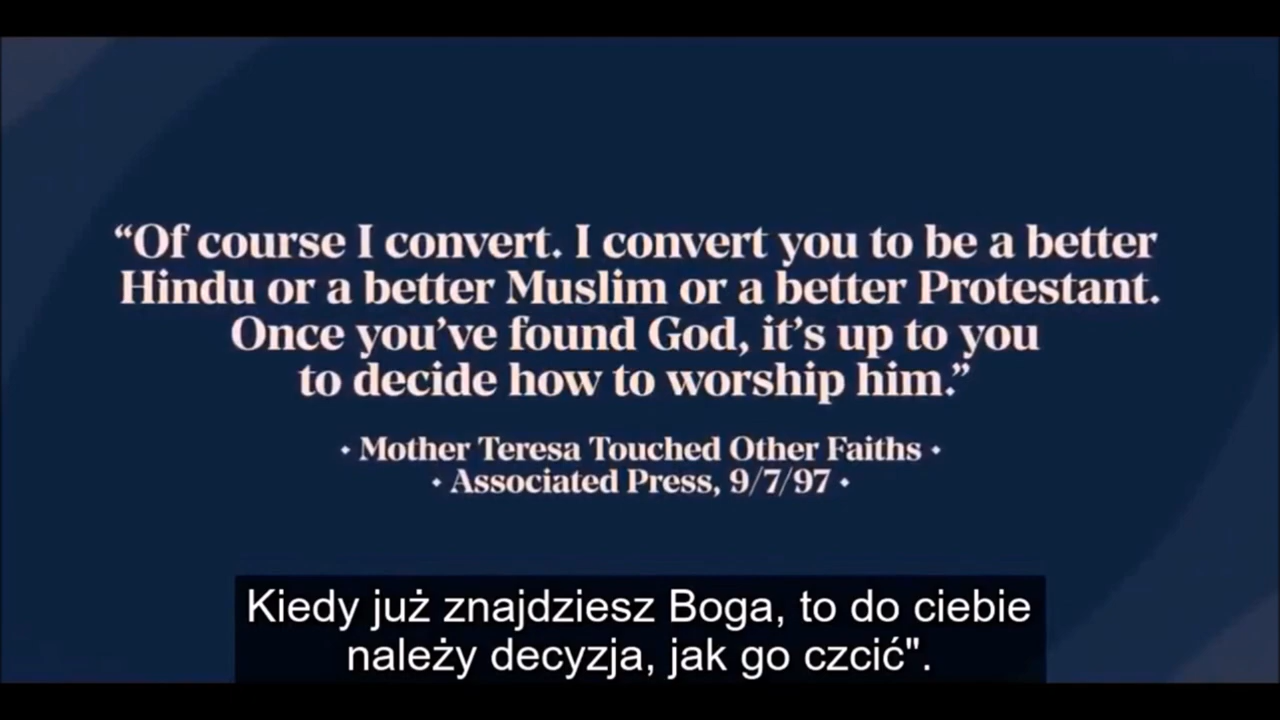 “Of course I convert. I convert you to be a better
Hindu or a better Muslim or a better Protestant.
Once you’ve found God, it’s up to you
to decide how to worship him.”
• Mother Teresa Touched Other Faiths •
• Associated Press, 9/7/97 •
Kiedy już znajdziesz Boga, to do ciebie
należy decyzja, jak go czcić".